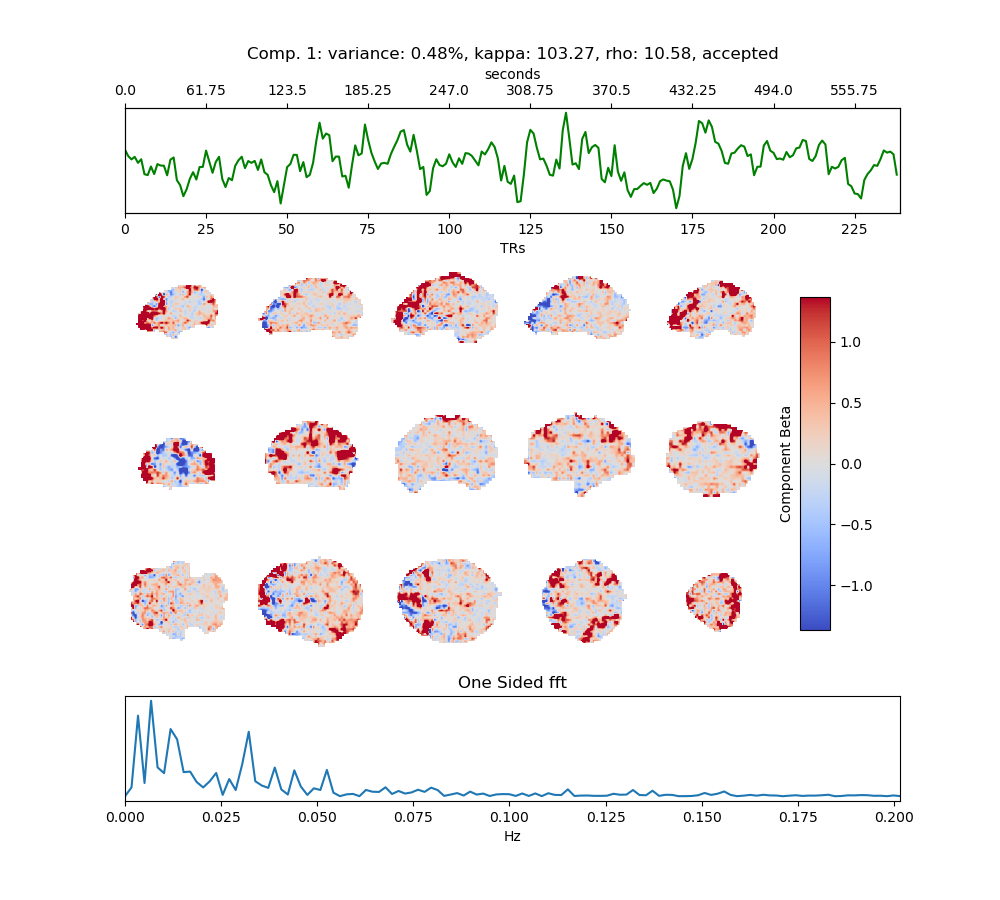 Comp. 1: variance: 0.48%, kappa: 103.27, rho: 10.58, accepted
seconds
0.0 61.75 123.5 185.25 247.0 308.75 370.5 432.25 494.0 555.75
0 25 50 75 100 125 150 175 200 225
TRs
1.0
0.5
0.0
−0.5
−1.0
Component Beta
One Sided fft
0.000 0.025 0.050 0.075 0.100 0.125 0.150 0.175 0.200
Hz